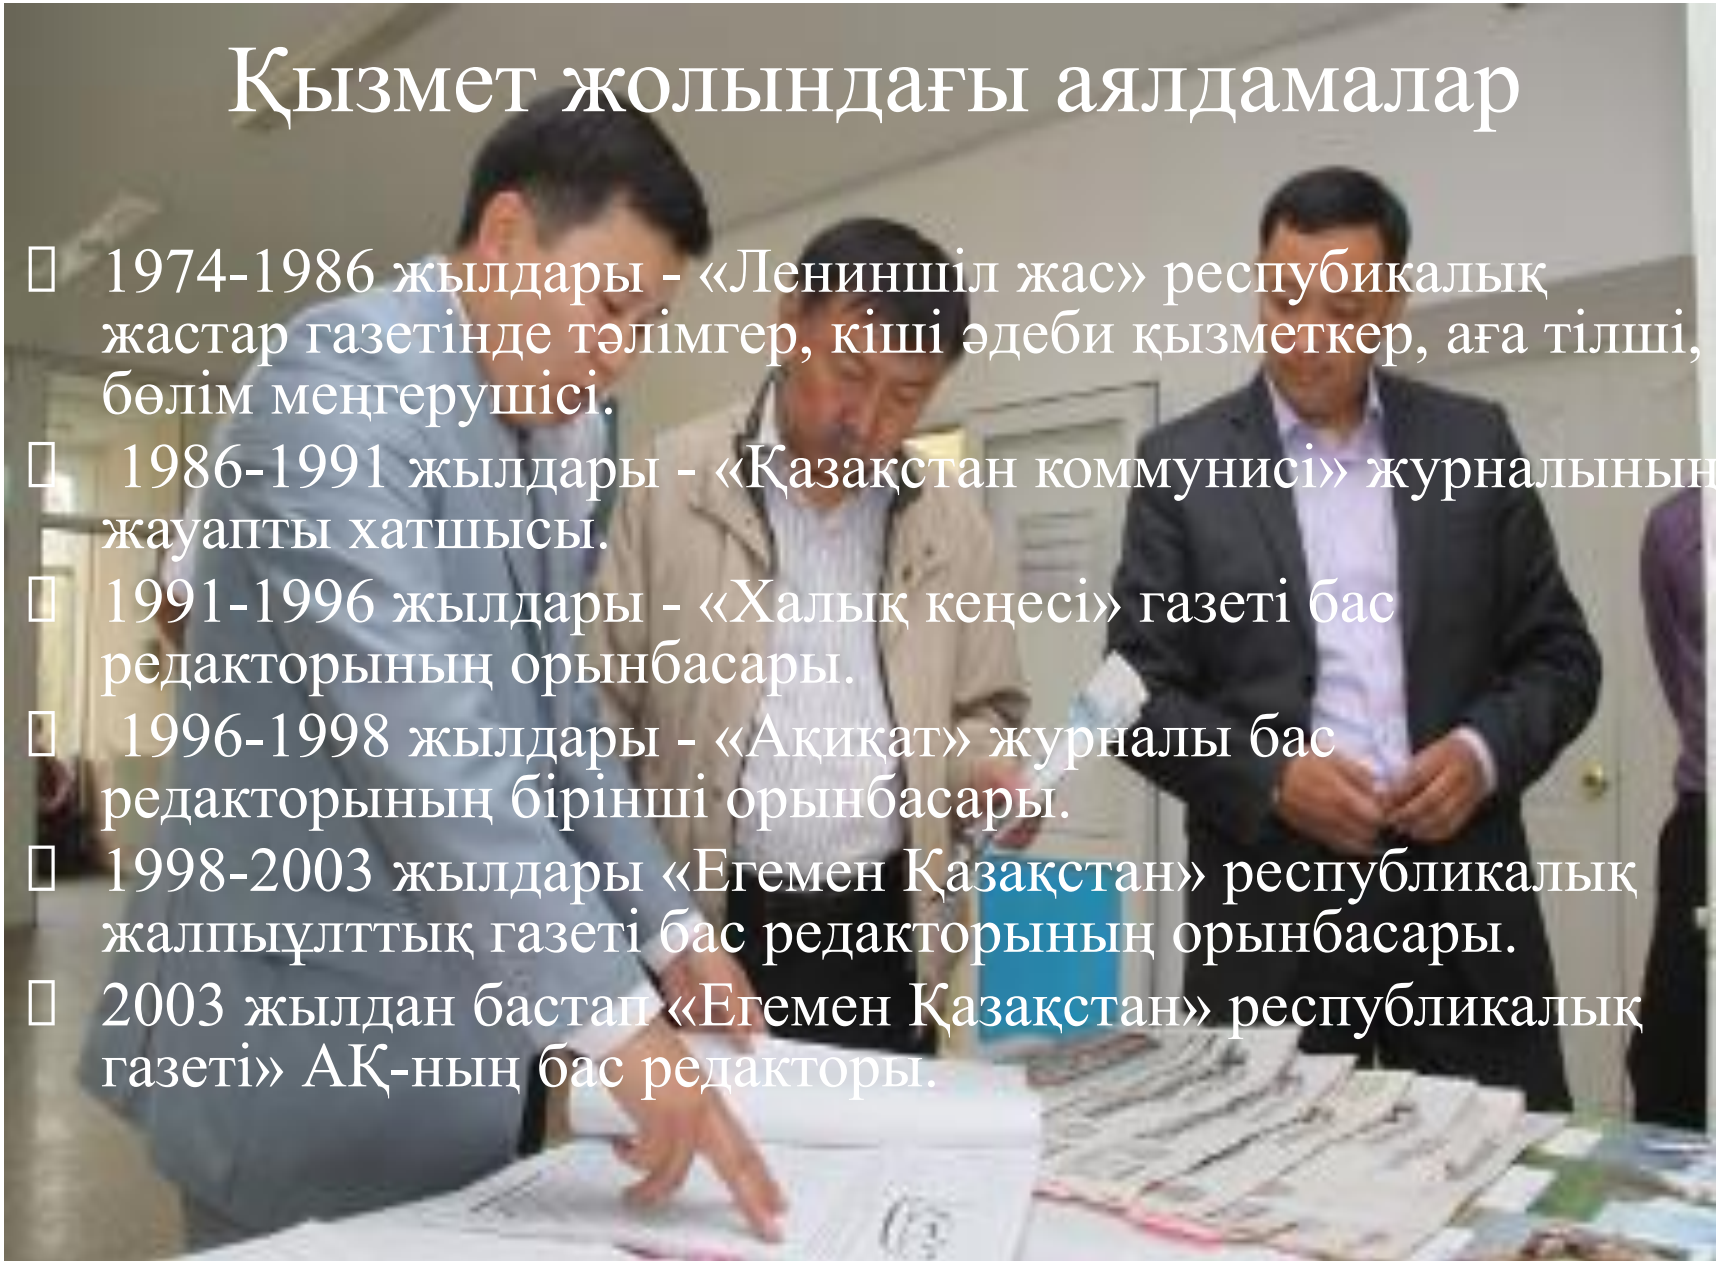 Қызмет жолындағы аялдамалар
1974-1986 жылдары - «Лениншіл жас» респубикалық
жастар газетінде тәлімгер, кіші әдеби қызметкер, аға тілші,
бөлім меңгерушісі.
1986-1991 жылдары - «Қазақстан коммунисі» журналының
жауапты хатшысы.
1991-1996 жылдары - «Халық кеңесі» газеті бас
редакторының орынбасары.
1996-1998 жылдары - «Ақиқат» журналы бас
редакторының бірінші орынбасары.
1998-2003 жылдары «Егемен Қазақстан» республикалық
жалпыұлттық газеті бас редакторының орынбасары.
2003 жылдан бастап «Егемен Қазақстан» республикалық
газеті» АҚ-ның бас редакторы.